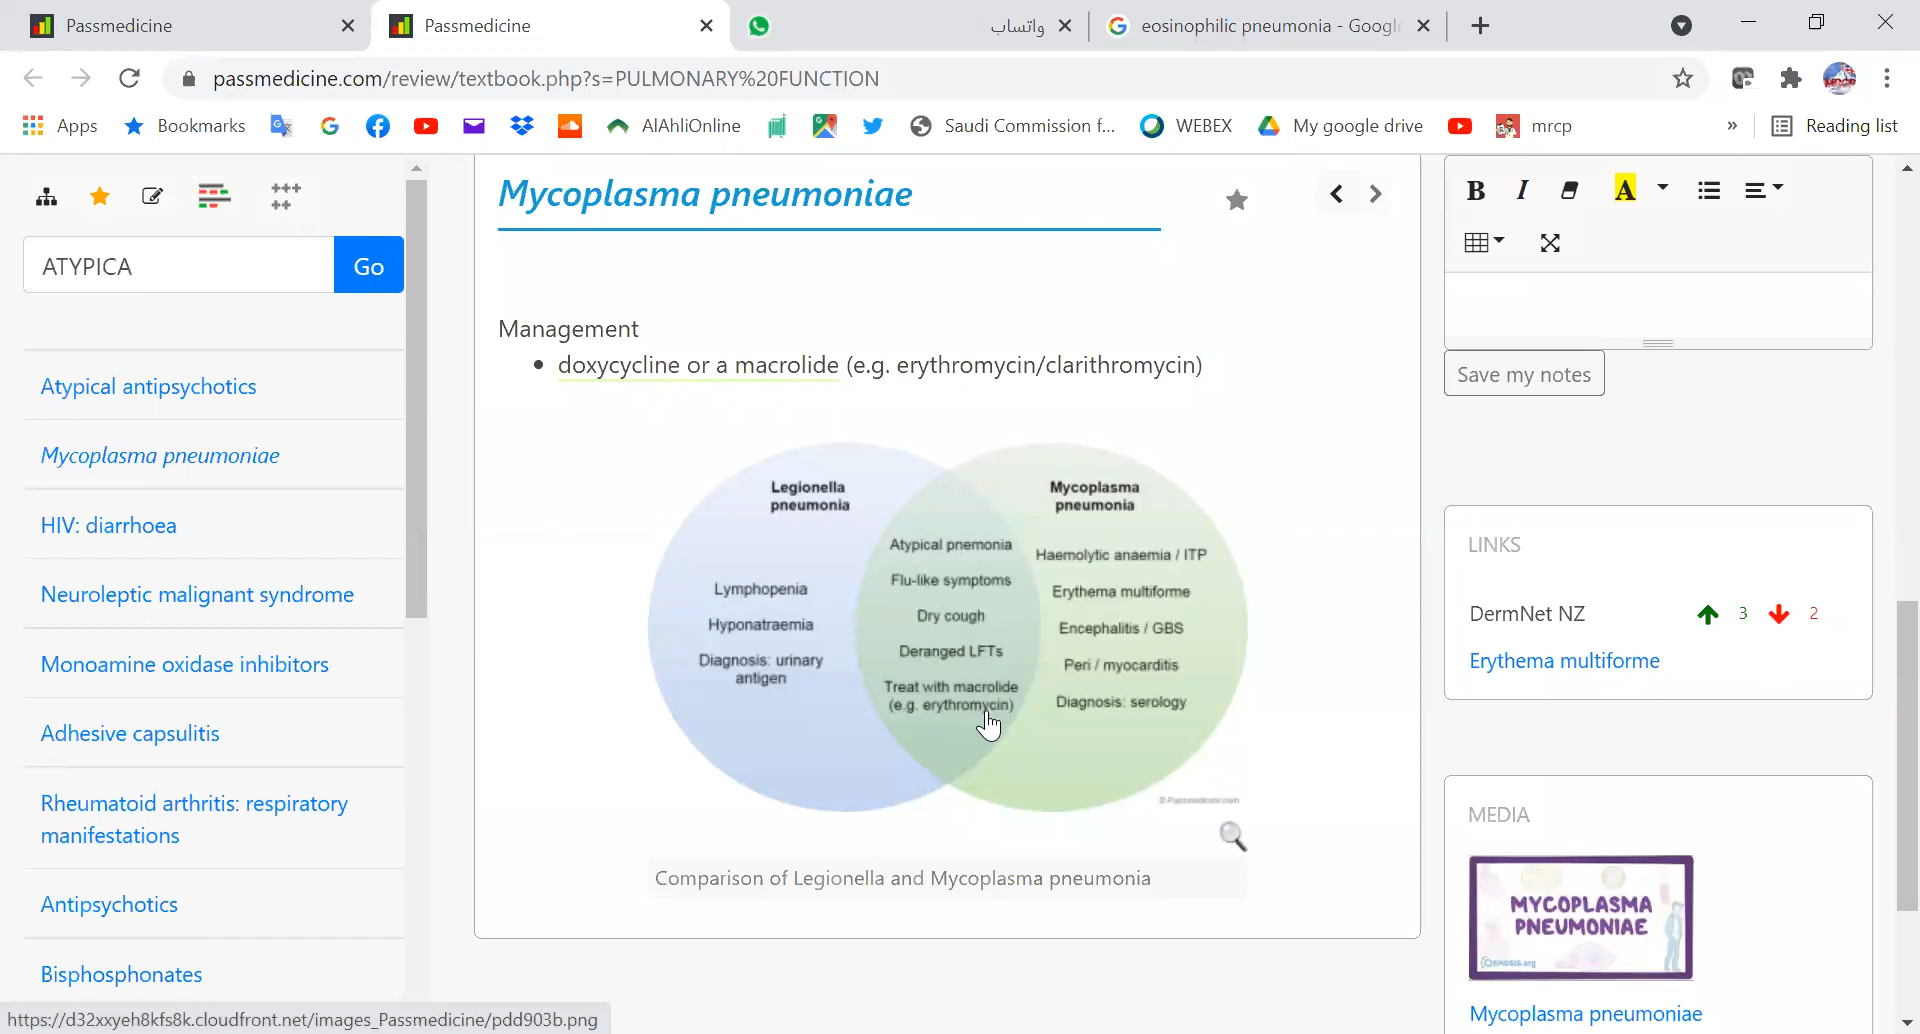 Passmedicine
Passmedicine
واتساب
eosinophilic pneumonia - Google
passmedicine.com/review/textbook.php?s=PULMONARY%20FUNCTION
Apps
Bookmarks
AlAhliOnline
Saudi Commission f...
WEBEX
My google drive
mrcp
»
Reading list
ATYPICA
Go
Atypical antipsychotics
Mycoplasma pneumoniae
HIV: diarrhoea
Neuroleptic malignant syndrome
Monoamine oxidase inhibitors
Adhesive capsulitis
Rheumatoid arthritis: respiratory
manifestations
Antipsychotics
Bisphosphonates
https://d32xxyeh8kfs8k.cloudfront.net/images_Passmedicine/pdd903b.png
Mycoplasma pneumoniae
Management
• doxycycline or a macrolide (e.g. erythromycin/clarithromycin)
Legionella
pneumonia
Lymphopenia
Hyponatraemia
Diagnosis: urinary
antigen
Atypical pnemonia
Flu-like symptoms
Dry cough
Deranged LFTs
Treat with macrolide
(e.g. erythromycin)
Mycoplasma
pneumonia
Haemolytic anaemia / ITP
Erythema multiforme
Encephalitis / GBS
Peri / myocarditis
Diagnosis: serology
© Passmedicine.com
Comparison of Legionella and Mycoplasma pneumonia
B I A
Save my notes
LINKS
DermNet NZ 3 2
Erythema multiforme
MEDIA
MYCOPLASMA
PNEUMONIAE
OSMOSIS.org
Mycoplasma pneumoniae